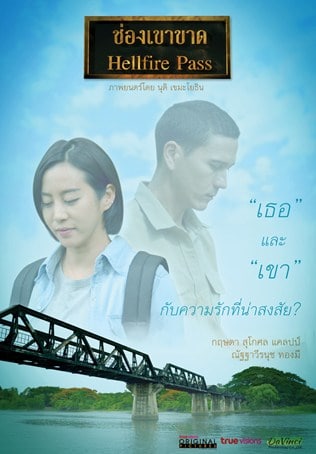 ช่องเขาขาด
Hellfire Pass
ภาพยนตร์โดย นุติ เขมะโยธิน
“เธอ”
และ
“เขา”
กับความรักที่น่าสงสัย?
กฤษดา สุโกศล แคลปป์
ณัฐฐาวีรนุช ทองมี
ORIGINAL
PICTURES
truevisions
DaVinci